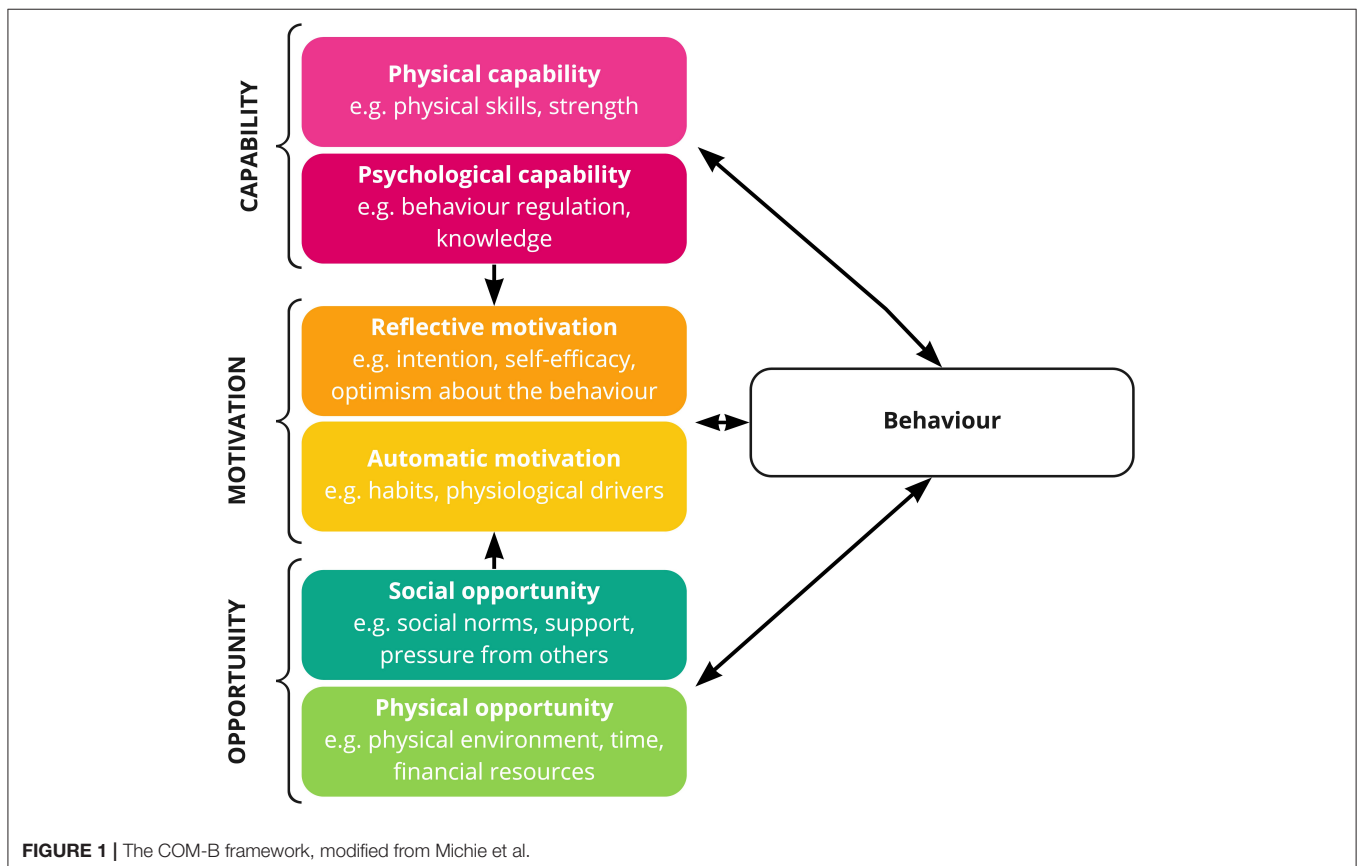 CAPABILITY
Physical capability
e.g. physical skills, strength
Psychological capability
e.g. behaviour regulation,
knowledge
MOTIVATION
Reflective motivation
e.g. intention, self-efficacy,
optimism about the behaviour
Automatic motivation
e.g. habits, physiological drivers
Behaviour
OPPORTUNITY
Social opportunity
e.g. social norms, support,
pressure from others
Physical opportunity
e.g. physical environment, time,
financial resources
FIGURE 1 | The COM-B framework, modified from Michie et al.